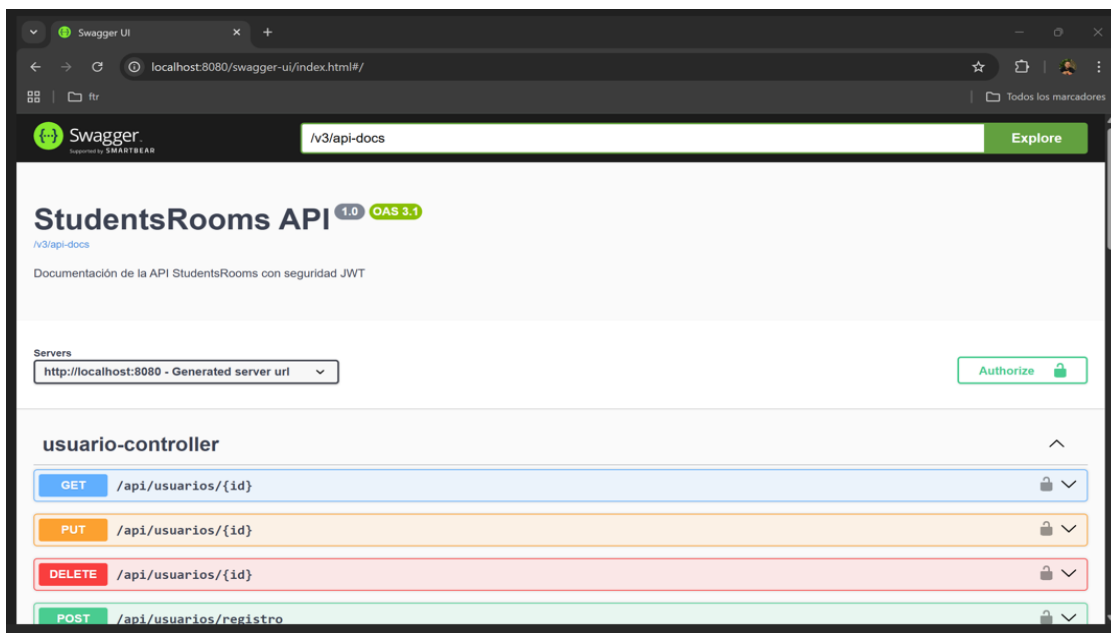 Swagger UI
localhost:8080/swagger-ui/index.html#/
ftr
Todos los marcadores
Swagger.
Supported by SMARTBEAR
/v3/api-docs
Explore
StudentsRooms API 1.0 OAS 3.1
/v3/api-docs
Documentación de la API StudentsRooms con seguridad JWT
Servers
http://localhost:8080 - Generated server url
Authorize
usuario-controller
GET /api/usuarios/{id}
PUT /api/usuarios/{id}
DELETE /api/usuarios/{id}
POST /api/usuarios/registro